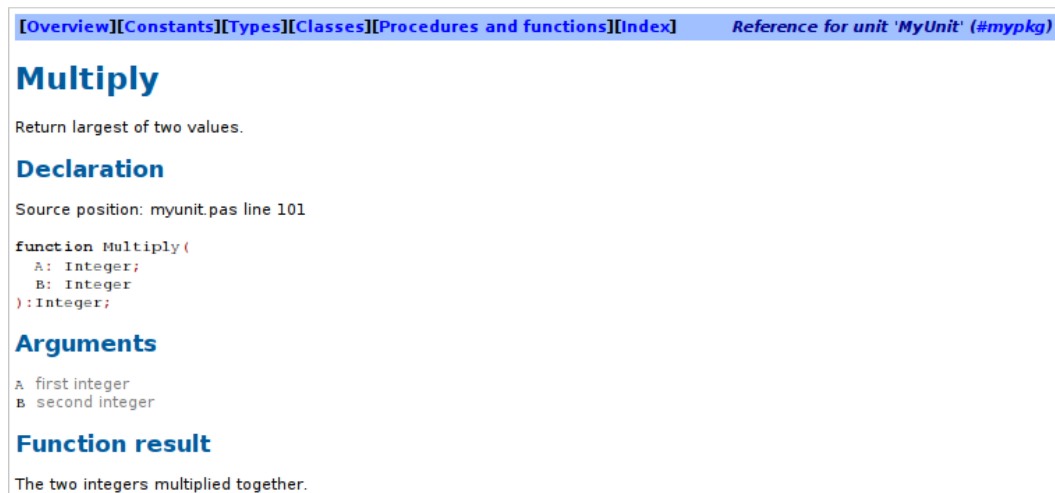 [Overview][Constants][Types][Classes][Procedures and functions][Index] Reference for unit 'MyUnit' (#mypkg)
Multiply
Return largest of two values.
Declaration
Source position: myunit.pas line 101
function Multiply(
A: Integer;
B: Integer
):Integer;
Arguments
A first integer
B second integer
Function result
The two integers multiplied together.